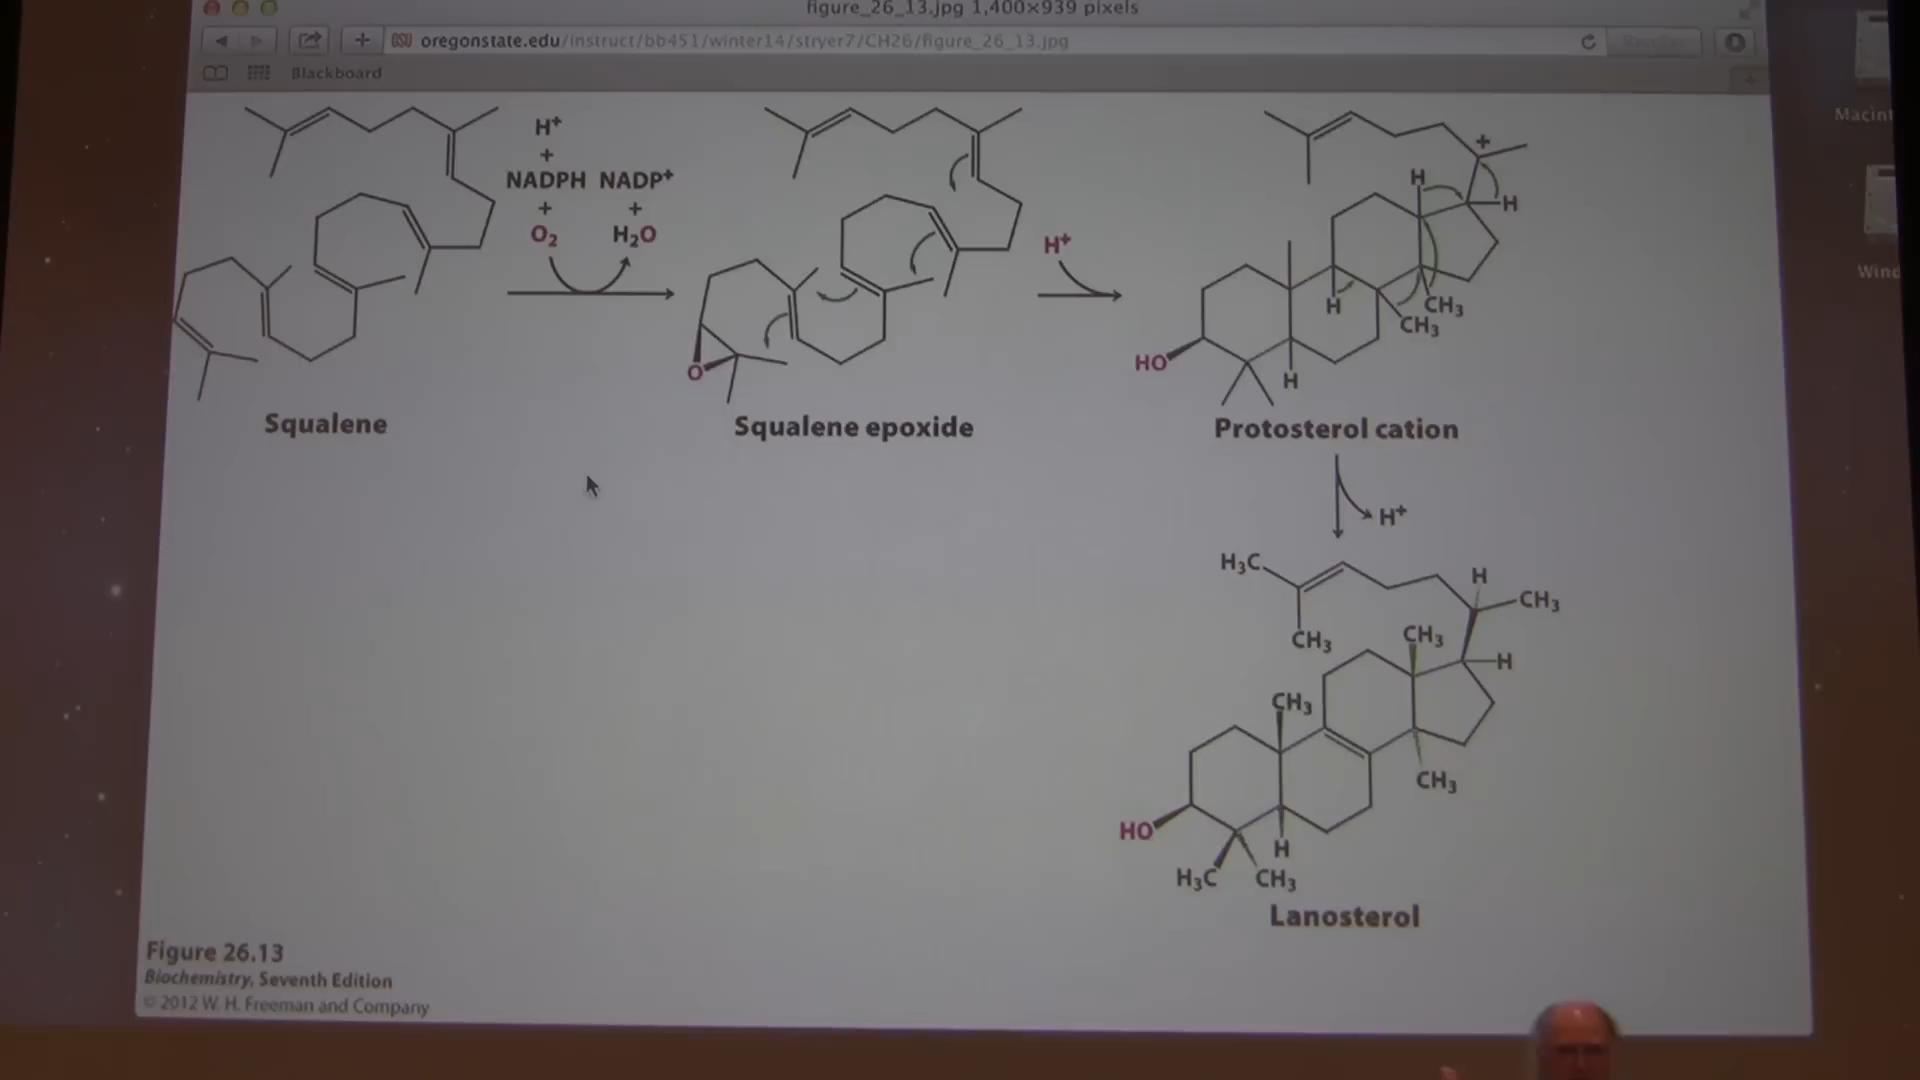 figure_26_13.jpg 1,400×939 pixels
oregonstate.edu/instruct/bb451/winter14/stryer7/CH26/figure_26_13.jpg
Blackboard
Macint
Wind
H⁺
+
NADPH NADP⁺
+ +
O₂ H₂O
Squalene
O
Squalene epoxide
H⁺
+
H
H
H
CH₃
CH₃
HO
H
Protosterol cation
H⁺
H₃C
H
CH₃
CH₃
CH₃
H
CH₃
CH₃
HO
H
H₃C CH₃
Lanosterol
Figure 26.13
Biochemistry, Seventh Edition
© 2012 W. H. Freeman and Company